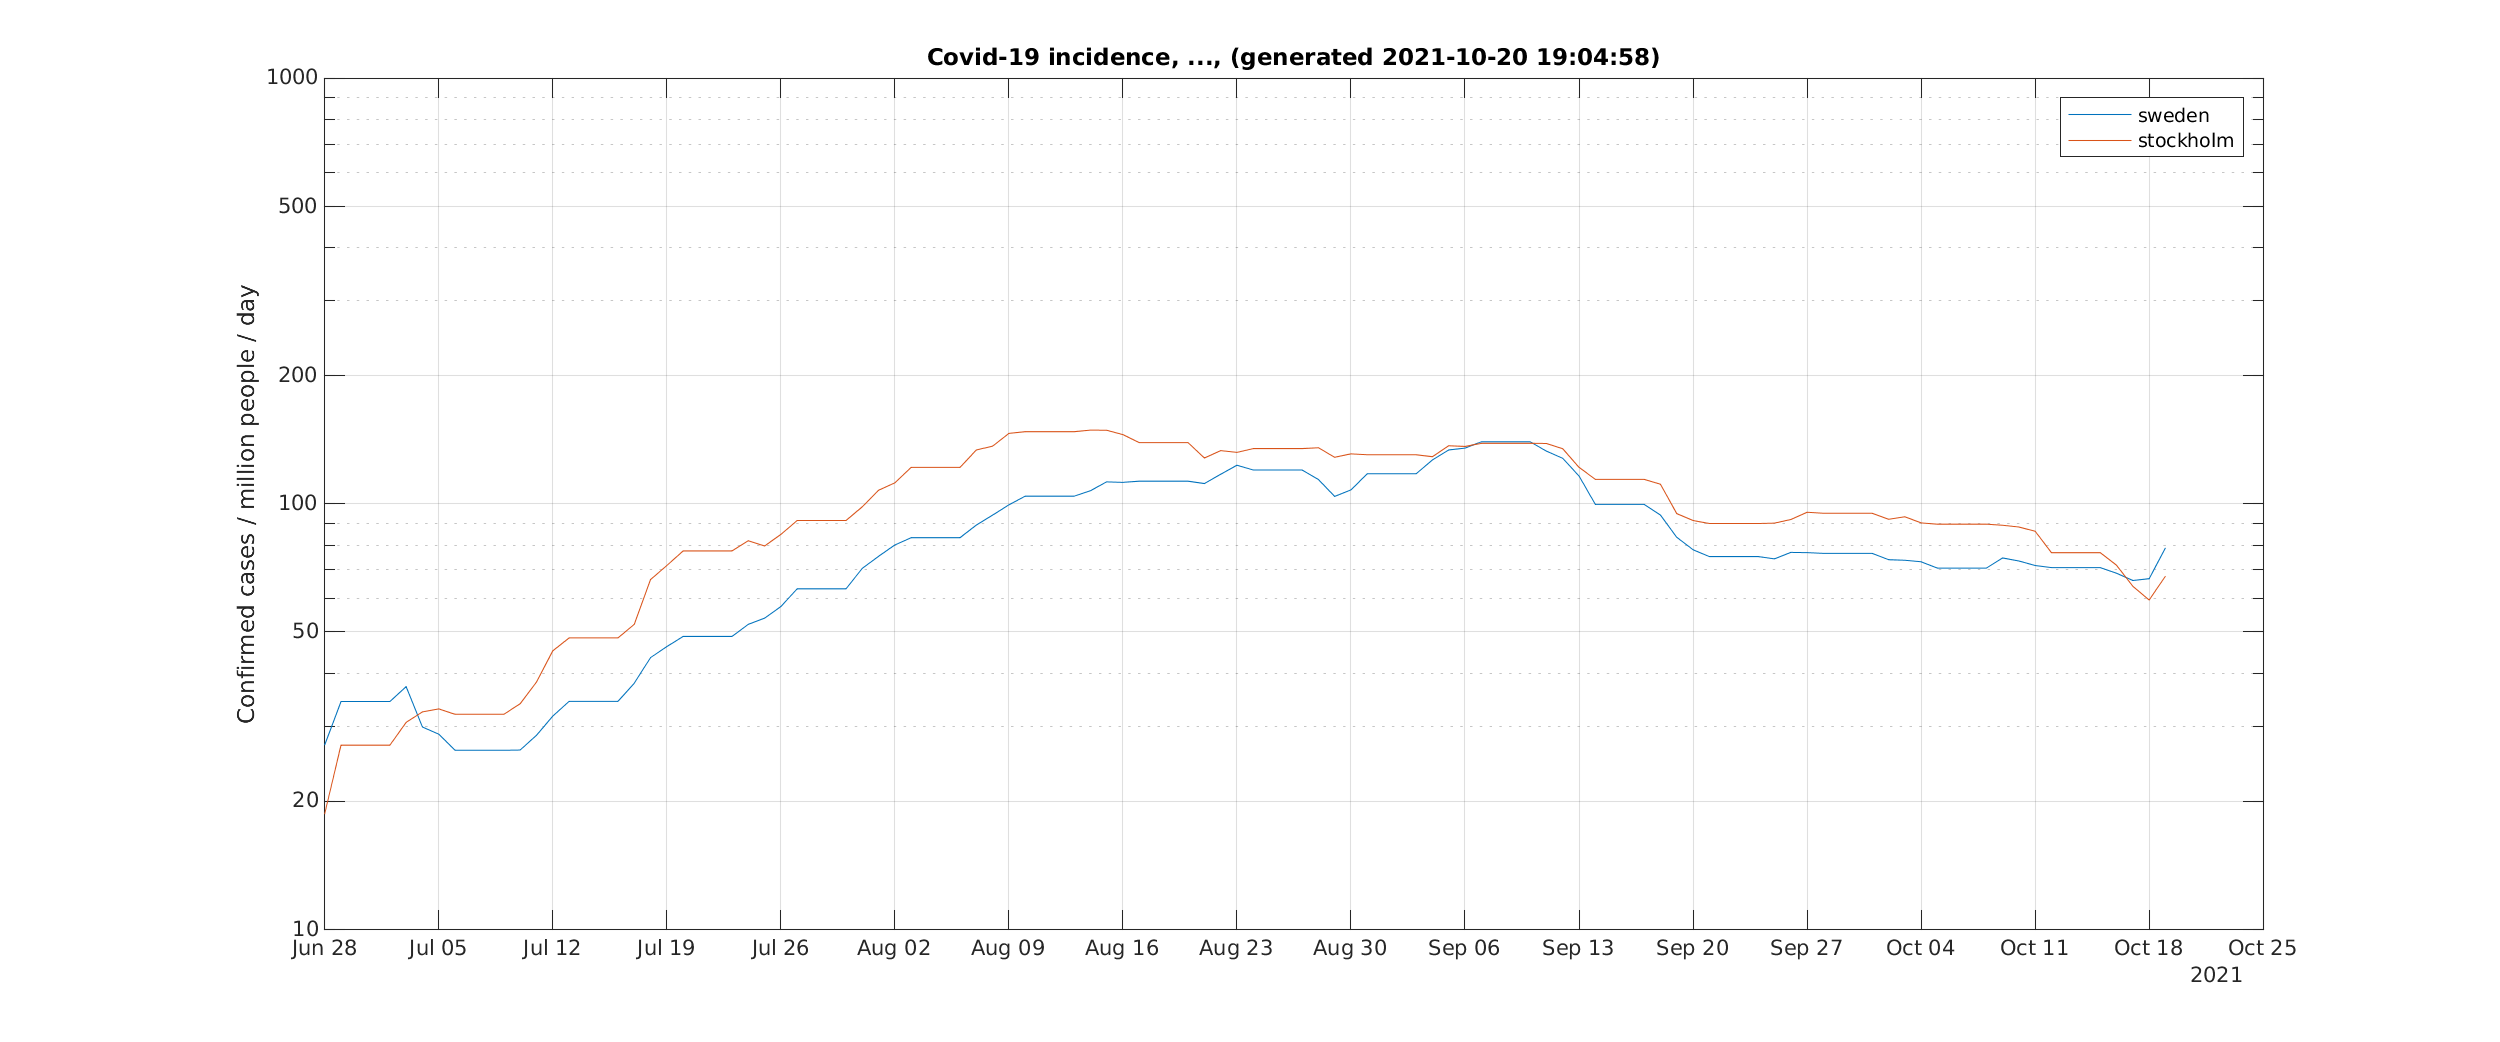 Covid-19 incidence, ..., (generated 2021-10-20 19:04:58)
sweden
stockholm
Confirmed cases / million people / day
1000
500
200
100
50
20
10
Jun 28 Jul 05 Jul 12 Jul 19 Jul 26 Aug 02 Aug 09 Aug 16 Aug 23 Aug 30 Sep 06 Sep 13 Sep 20 Sep 27 Oct 04 Oct 11 Oct 18 Oct 25
2021